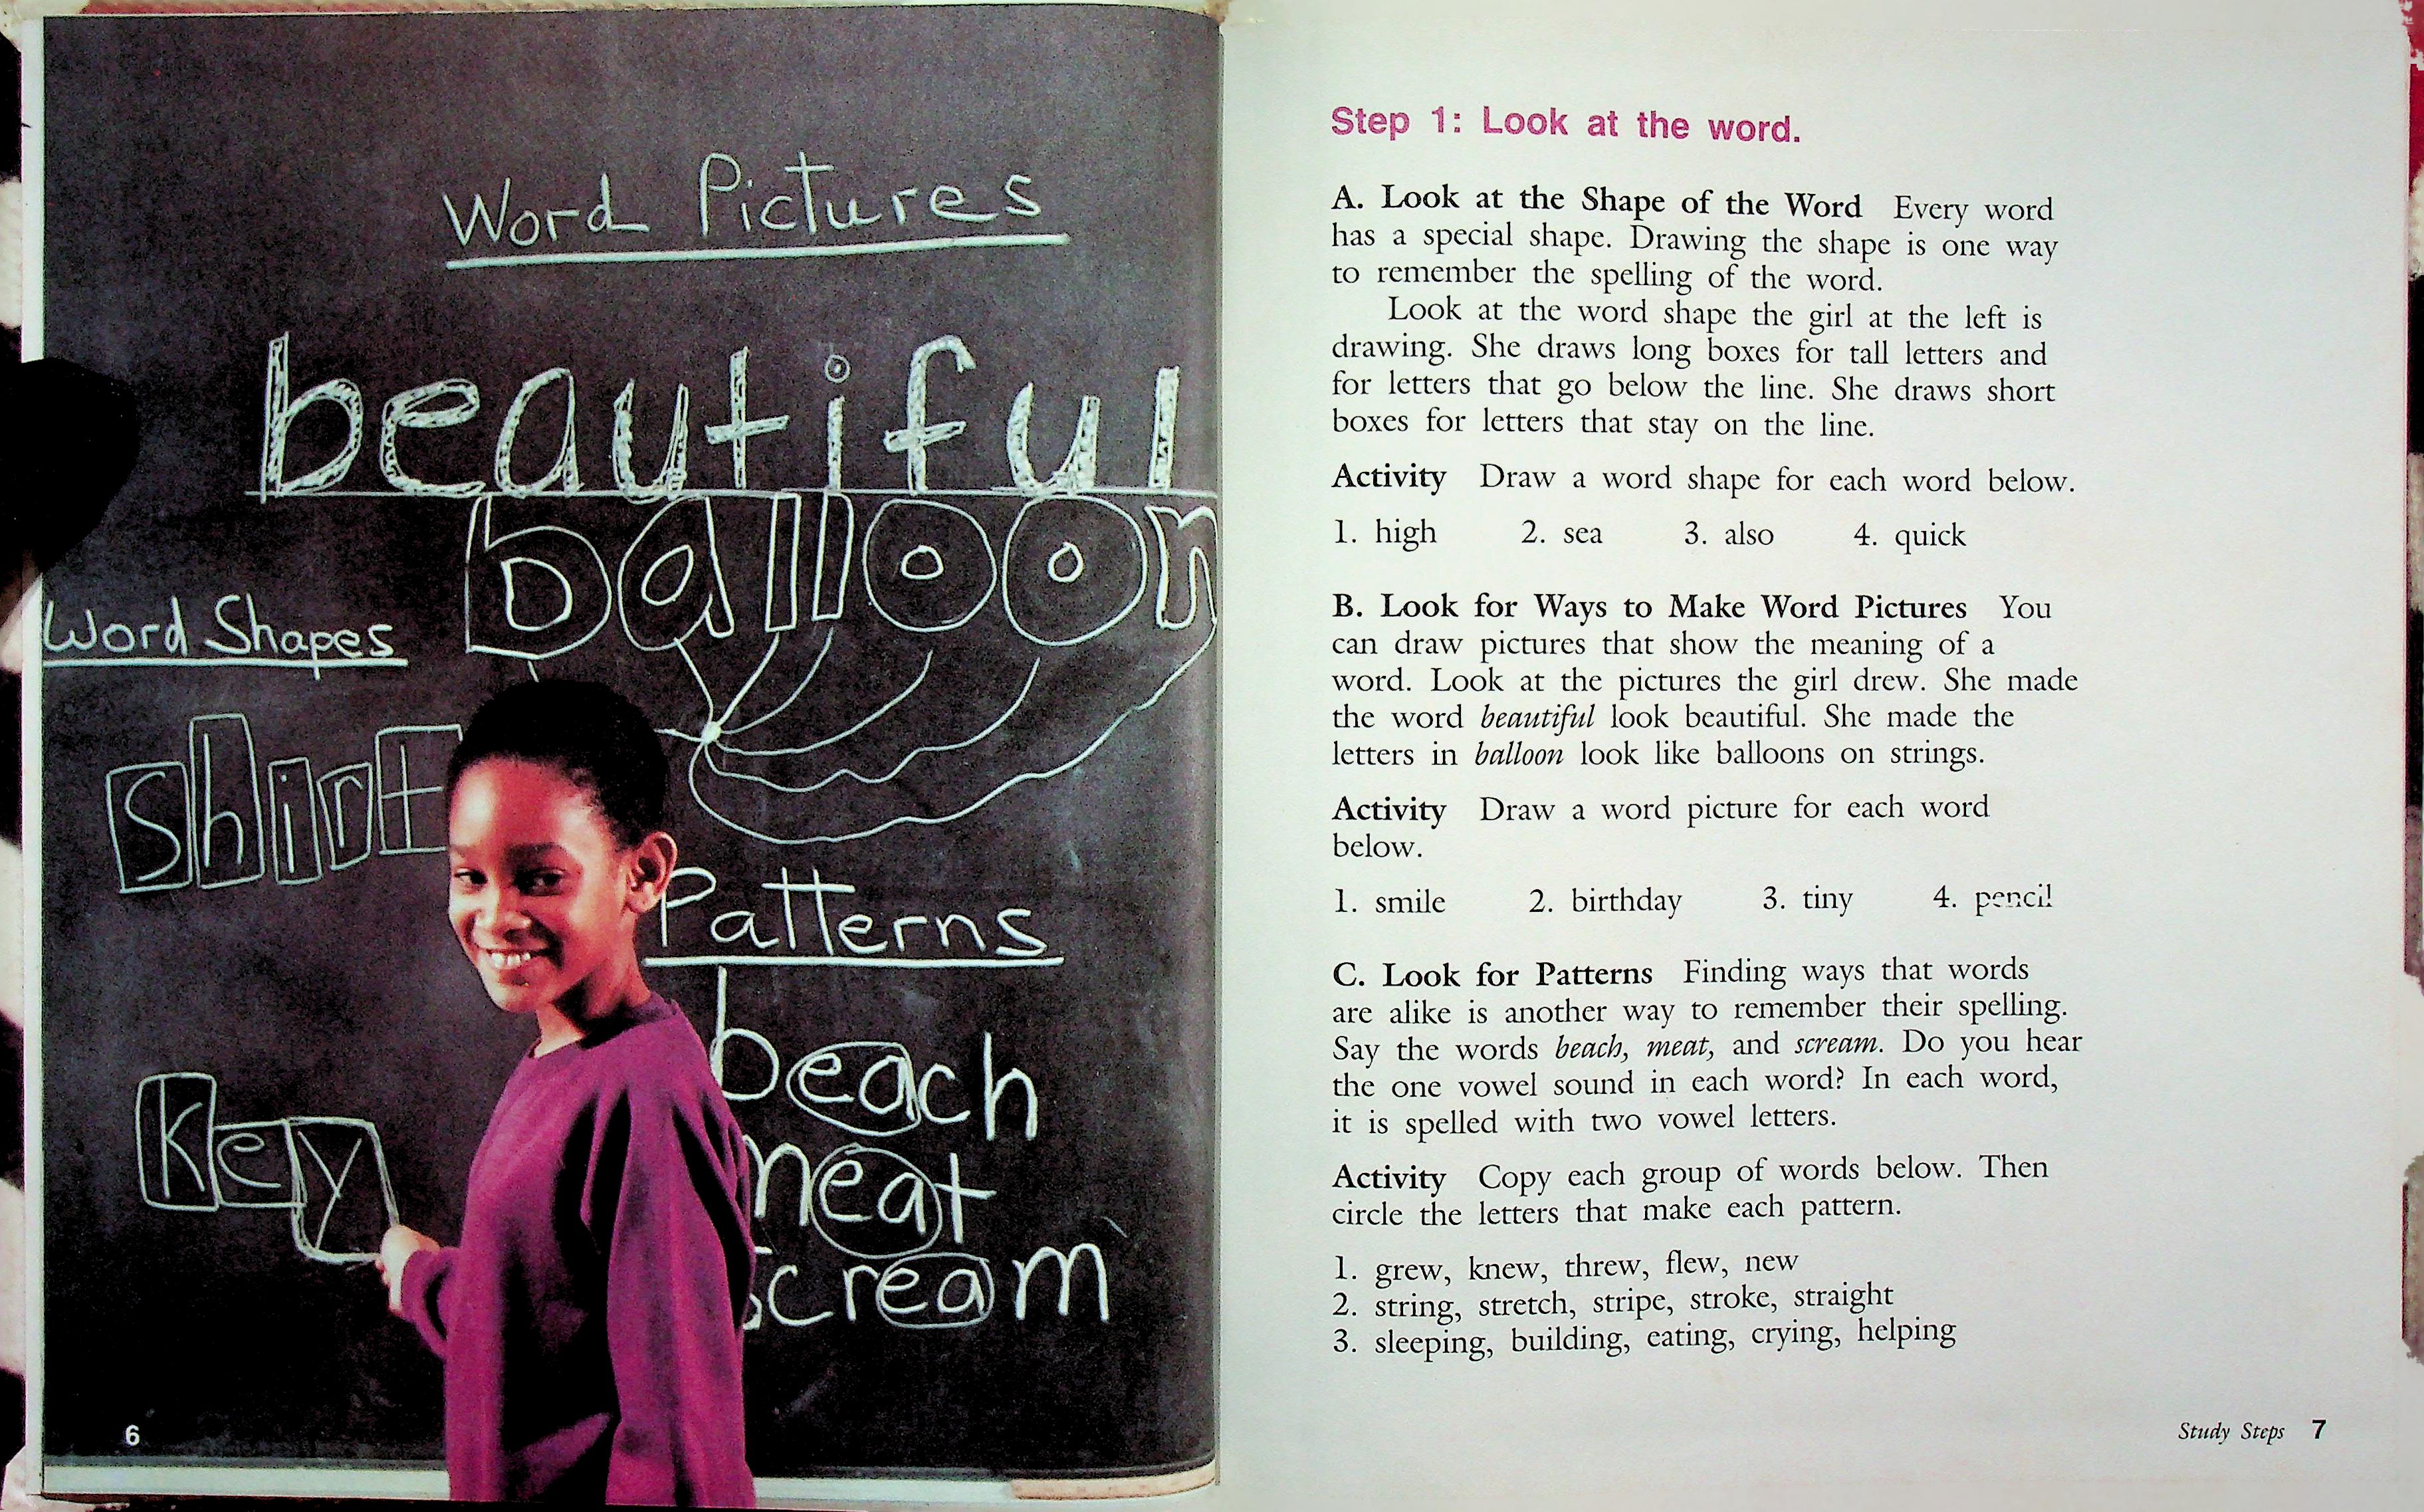 Word Pictures
beautiful
balloon
Word Shapes
shirt
Key
Patterns
beach
meat
scream
6
Step 1: Look at the word.
A. Look at the Shape of the Word Every word
has a special shape. Drawing the shape is one way
to remember the spelling of the word.
Look at the word shape the girl at the left is
drawing. She draws long boxes for tall letters and
for letters that go below the line. She draws short
boxes for letters that stay on the line.
Activity Draw a word shape for each word below.
1. high 2. sea 3. also 4. quick
B. Look for Ways to Make Word Pictures You
can draw pictures that show the meaning of a
word. Look at the pictures the girl drew. She made
the word beautiful look beautiful. She made the
letters in balloon look like balloons on strings.
Activity Draw a word picture for each word
below.
1. smile 2. birthday 3. tiny 4. pencil
C. Look for Patterns Finding ways that words
are alike is another way to remember their spelling.
Say the words beach, meat, and scream. Do you hear
the one vowel sound in each word? In each word,
it is spelled with two vowel letters.
Activity Copy each group of words below. Then
circle the letters that make each pattern.
1. grew, knew, threw, flew, new
2. string, stretch, stripe, stroke, straight
3. sleeping, building, eating, crying, helping
Study Steps 7